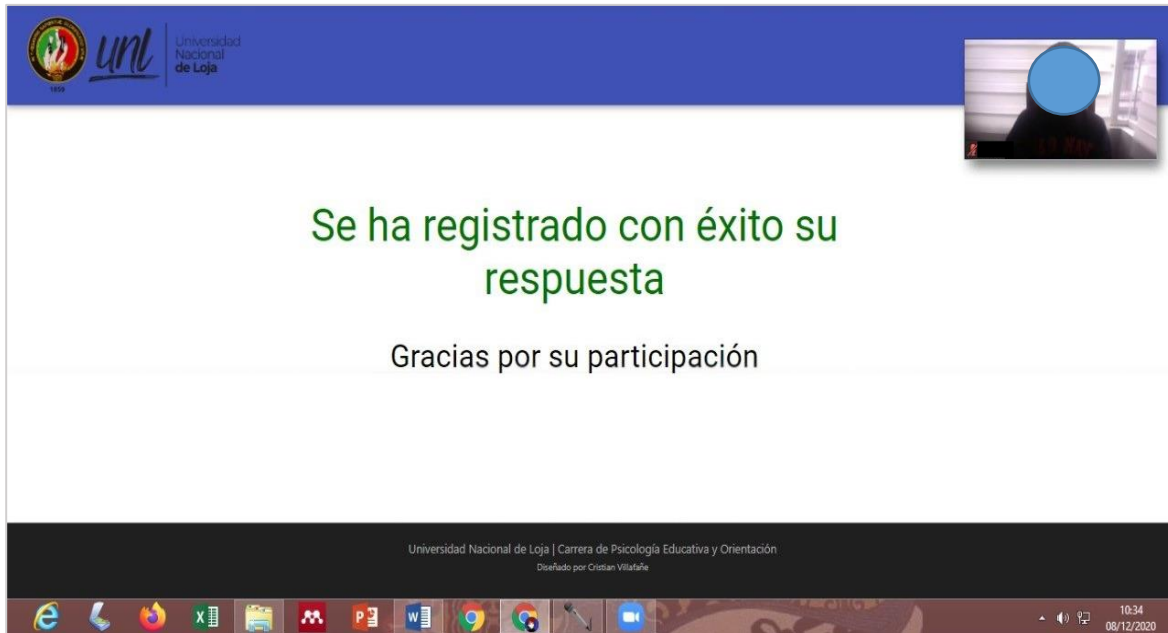 unl
Universidad
Nacional
de Loja
1859
Se ha registrado con éxito su
respuesta
Gracias por su participación
Universidad Nacional de Loja | Carrera de Psicología Educativa y Orientación
Diseñado por Cristian Villafañe
10:34
08/12/2020